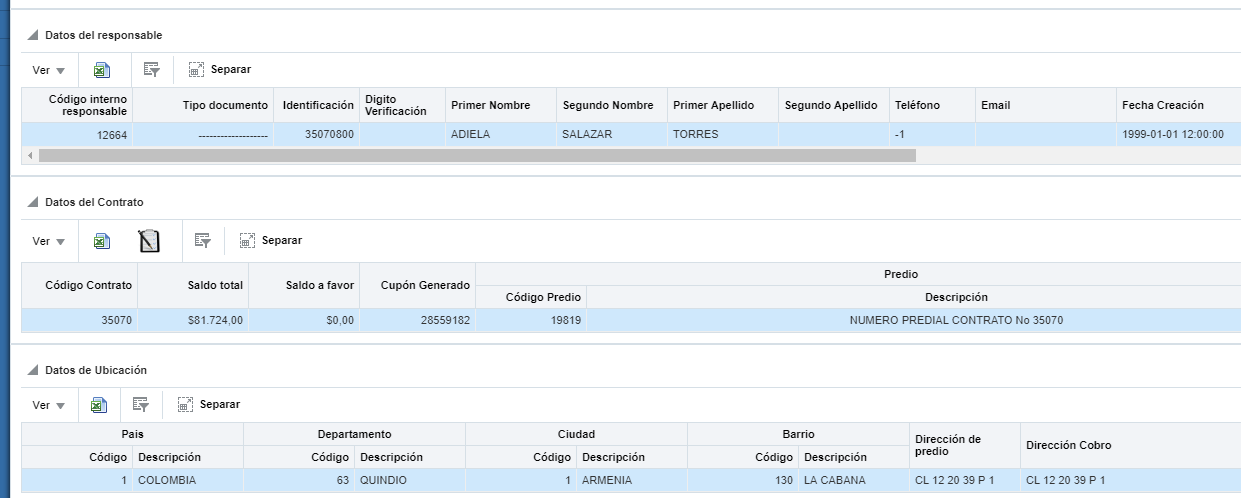 Datos del responsable
Ver Separar
Código interno responsable Tipo documento Identificación Digito Verificación Primer Nombre Segundo Nombre Primer Apellido Segundo Apellido Teléfono Email Fecha Creación
12664 ------------------- 35070800 ADIELA SALAZAR TORRES -1 1999-01-01 12:00:00
Datos del Contrato
Ver Separar
Código Contrato Saldo total Saldo a favor Cupón Generado Predio
Código Predio Descripción
35070 $81.724,00 $0,00 28559182 19819 NUMERO PREDIAL CONTRATO No 35070
Datos de Ubicación
Ver Separar
Pais Departamento Ciudad Barrio Dirección de predio Dirección Cobro
Código Descripción Código Descripción Código Descripción Código Descripción
1 COLOMBIA 63 QUINDIO 1 ARMENIA 130 LA CABANA CL 12 20 39 P 1 CL 12 20 39 P 1